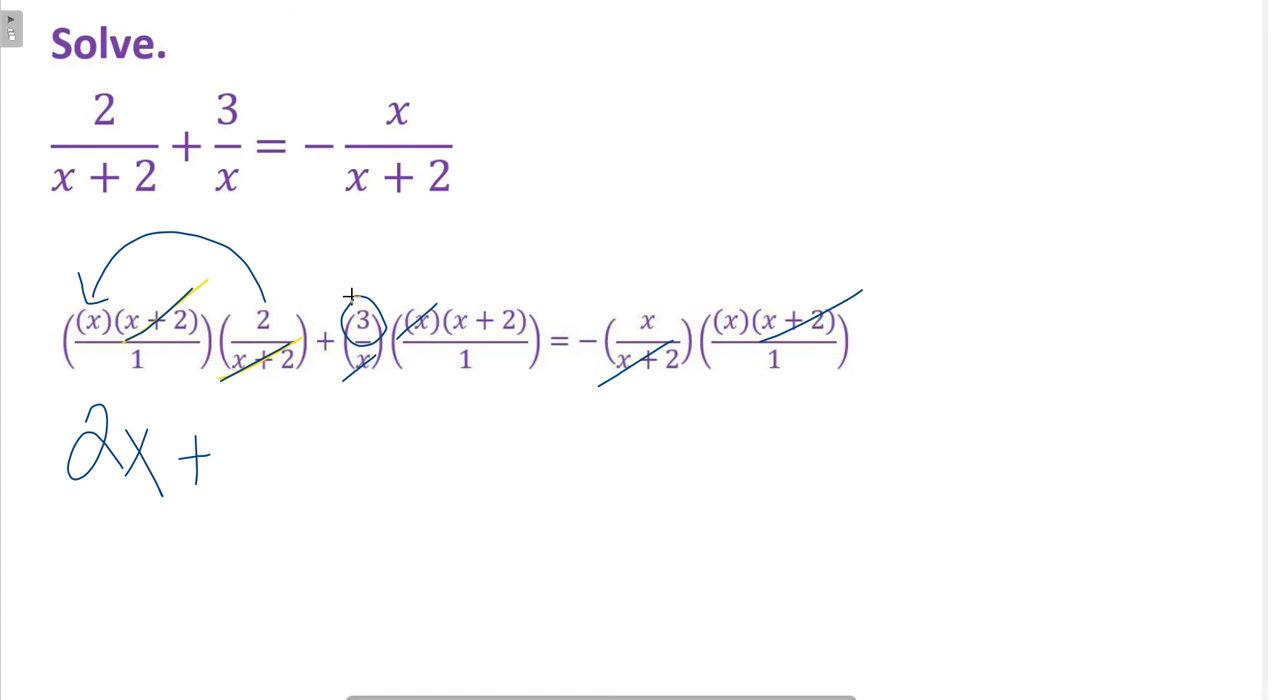 Solve.
2/(x + 2) + 3/x = − x/(x + 2)
((x)(x + 2)/1)(2/(x + 2)) + (3/x)((x)(x + 2)/1) = −(x/(x + 2))((x)(x + 2)/1)
2x +